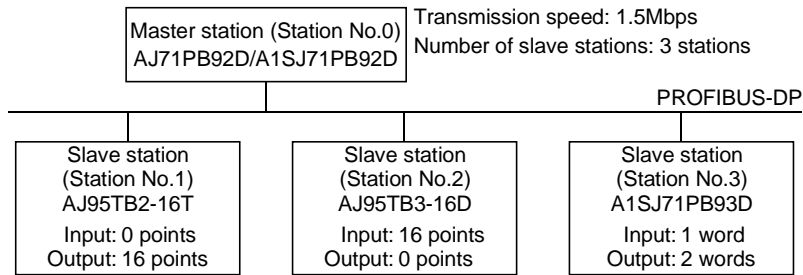 Master station (Station No.0)
AJ71PB92D/A1SJ71PB92D
Transmission speed: 1.5Mbps
Number of slave stations: 3 stations
PROFIBUS-DP
Slave station
(Station No.1)
AJ95TB2-16T
Input: 0 points
Output: 16 points
Slave station
(Station No.2)
AJ95TB3-16D
Input: 16 points
Output: 0 points
Slave station
(Station No.3)
A1SJ71PB93D
Input: 1 word
Output: 2 words